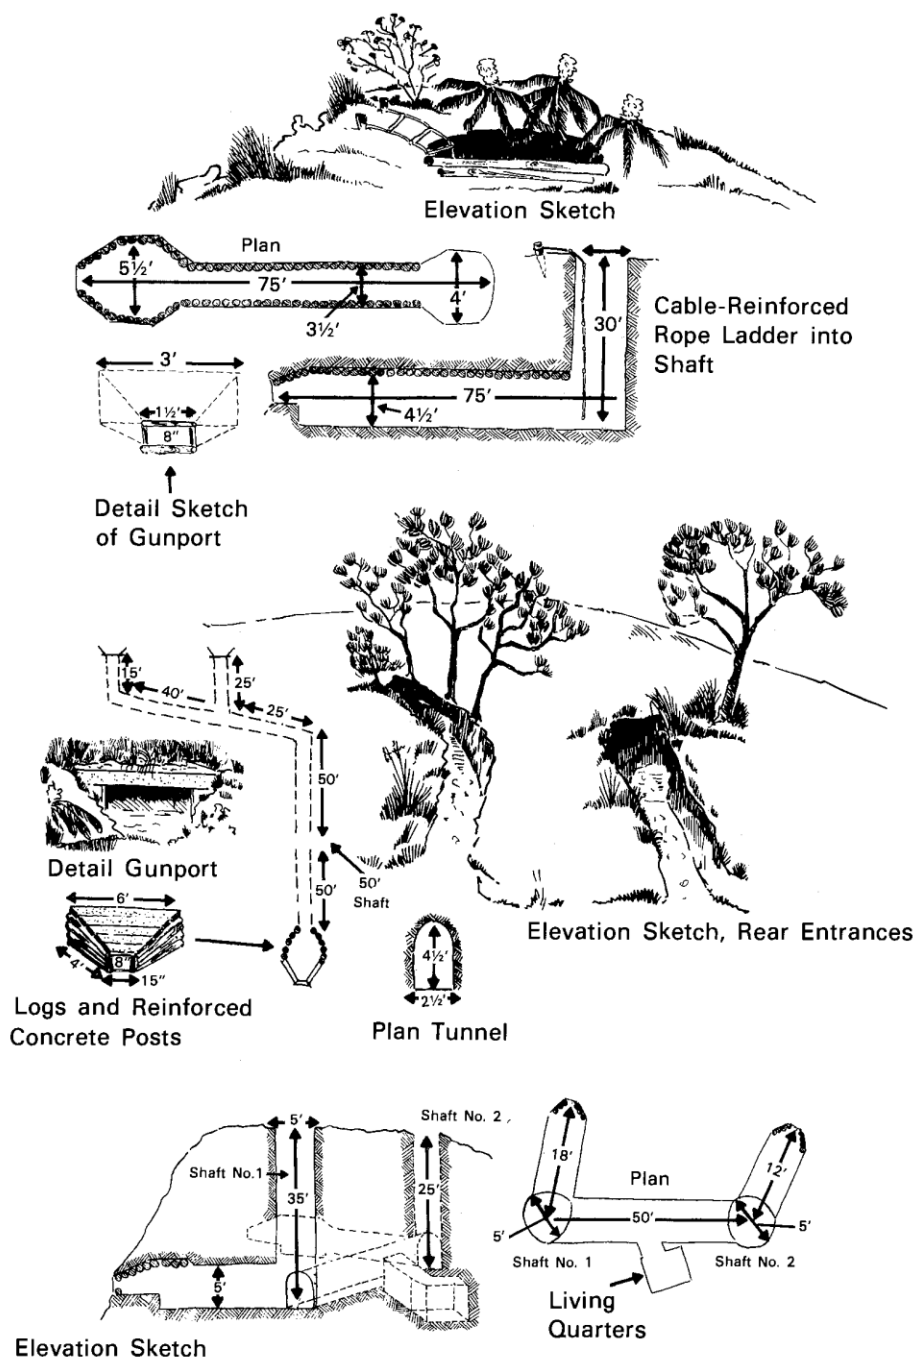 Elevation Sketch
Plan
5½'
75'
4'
3½'
30'
Cable-Reinforced
Rope Ladder into
Shaft
3'
1½'
8"
75'
4½'
Detail Sketch
of Gunport
15'
25'
40'
25'
50'
Detail Gunport
50'
50'
Shaft
6'
8"
4'
15"
Logs and Reinforced
Concrete Posts
4½'
2½'
Plan Tunnel
Elevation Sketch, Rear Entrances
5'
Shaft No. 2
Shaft No.1
35'
25'
5'
Elevation Sketch
18'
12'
Plan
50'
5'
5'
Shaft No. 1
Shaft No. 2
Living
Quarters